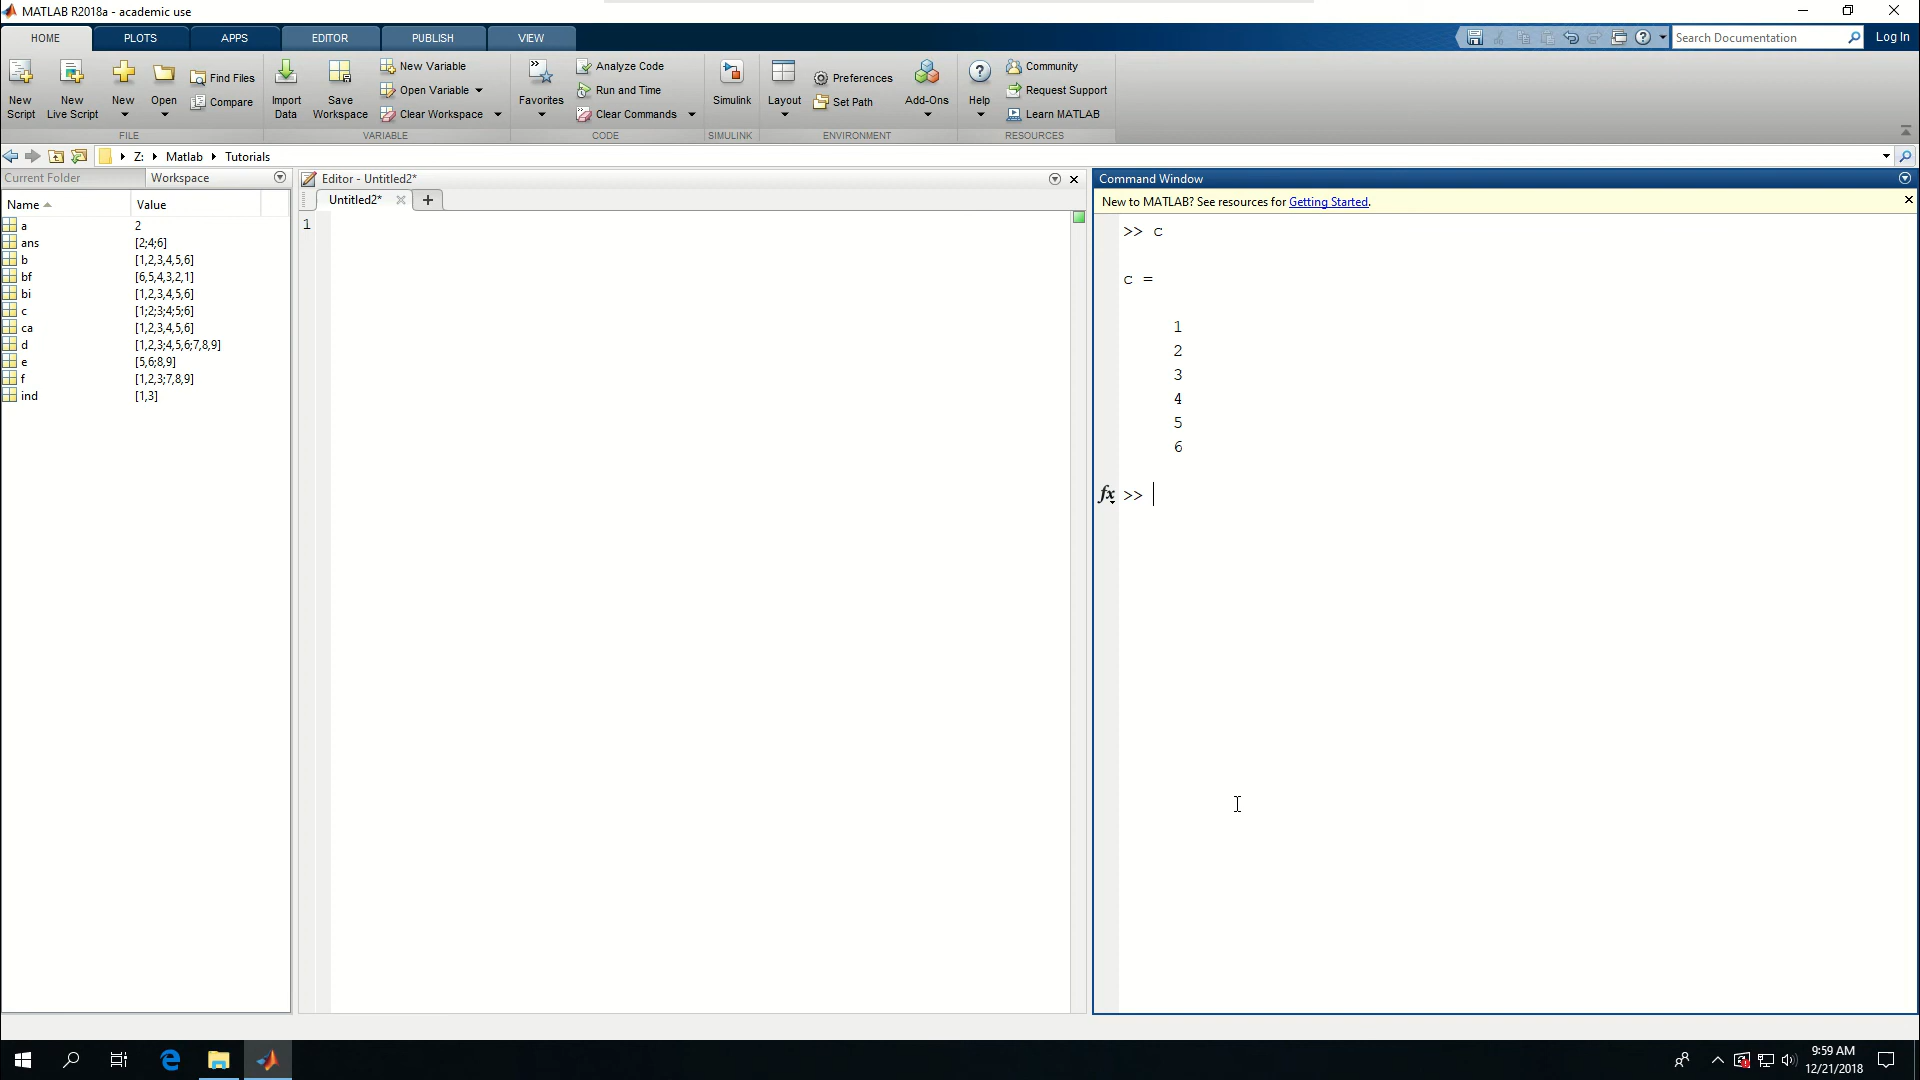 MATLAB R2018a - academic use
HOME PLOTS APPS EDITOR PUBLISH VIEW
Search Documentation
Log In
New Script
New Live Script
New
Open
Find Files
Compare
FILE
Import Data
Save Workspace
New Variable
Open Variable
Clear Workspace
VARIABLE
Favorites
Analyze Code
Run and Time
Clear Commands
CODE
Simulink
SIMULINK
Layout
Preferences
Set Path
Add-Ons
ENVIRONMENT
Help
Community
Request Support
Learn MATLAB
RESOURCES
Z: Matlab Tutorials
Current Folder
Workspace
Name Value
a 2
ans [2;4;6]
b [1,2,3,4,5,6]
bf [6,5,4,3,2,1]
bi [1,2,3,4,5,6]
c [1;2;3;4;5;6]
ca [1,2,3,4,5,6]
d [1,2,3;4,5,6;7,8,9]
e [5,6;8,9]
f [1,2,3;7,8,9]
ind [1,3]
Editor - Untitled2*
Untitled2* +
1
Command Window
New to MATLAB? See resources for Getting Started.
>> c
c =
1
2
3
4
5
6
fx >>
9:59 AM
12/21/2018